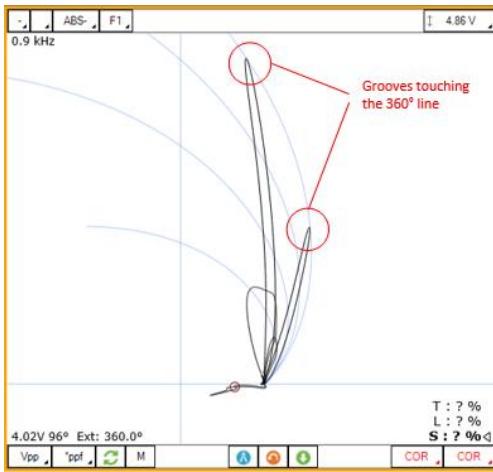 -. ABS- F1 ↕ 4.86 V
0.9 kHz
Grooves touching
the 360° line
T : ? %
L : ? %
4.02V 96° Ext: 360.0° S : ? %
Vpp "ppf M A COR COR